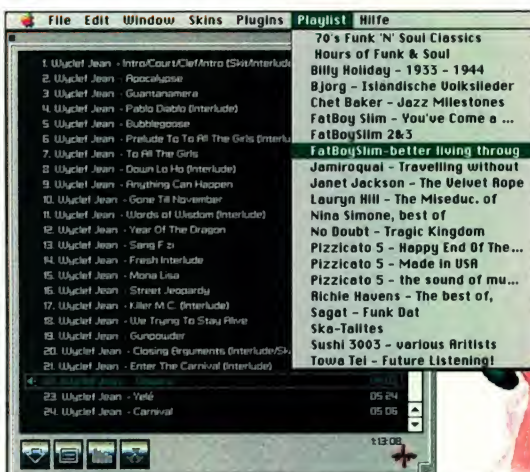 File Edit Window Skins Plugins Playlist Hilfe
1. Wyclef Jean - Intro/Court/Clef/Intro (Skit/Interlude
2. Wyclef Jean - Apocalypse
3. Wyclef Jean - Guantanamera
4. Wyclef Jean - Pablo Diablo (Interlude)
5. Wyclef Jean - Bubblegoose
6. Wyclef Jean - Prelude To To All The Girls (Interlu
7. Wyclef Jean - To All The Girls
8. Wyclef Jean - Down Lo Ho (Interlude)
9. Wyclef Jean - Anything Can Happen
10. Wyclef Jean - Gone Till November
11. Wyclef Jean - Words of Wisdom (Interlude)
12. Wyclef Jean - Year Of The Dragon
13. Wyclef Jean - Sang Fzi
14. Wyclef Jean - Fresh Interlude
15. Wyclef Jean - Mona Lisa
16. Wyclef Jean - Street Jeopardy
17. Wyclef Jean - Killer M.C. (Interlude)
18. Wyclef Jean - We Trying To Stay Alive
19. Wyclef Jean - Gunpowder
20. Wyclef Jean - Closing Arguments (Interlude/Sk
21. Wyclef Jean - Enter The Carnival (Interlude)
23. Wyclef Jean - Yelé 05:24
24. Wyclef Jean - Carnival 05:06
1:13:08
70's Funk 'N' Soul Classics
Hours of Funk & Soul
Billy Holiday - 1933 - 1944
Bjorg - Isländische Volkslieder
Chet Baker - Jazz Milestones
FatBoy Slim - You've Come a ...
FatBoySlim 2&3
FatBoySlim-better living throug
Jamiroquai - Travelling without
Janet Jackson - The Velvet Rope
Lauryn Hill - The Miseduc. of
Nina Simone, best of
No Doubt - Tragic Kingdom
Pizzicato 5 - Happy End Of The...
Pizzicato 5 - Made in USA
Pizzicato 5 - the sound of mu...
Richie Havens - The best of,
Sagat - Funk Dat
Ska-Talites
Sushi 3003 - various Aritists
Towa Tei - Future Listening!